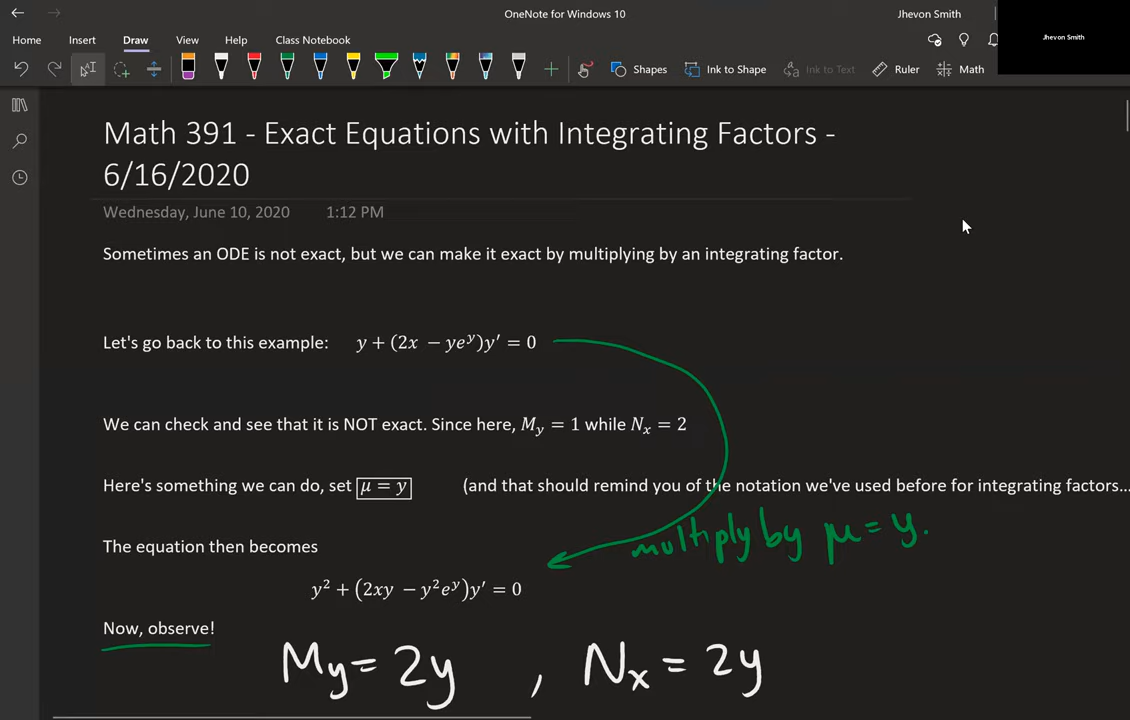 OneNote for Windows 10
Jhevon Smith
Jhevon Smith
Home Insert Draw View Help Class Notebook
Shapes Ink to Shape Ink to Text Ruler Math
Math 391 - Exact Equations with Integrating Factors -
6/16/2020
Wednesday, June 10, 2020 1:12 PM
Sometimes an ODE is not exact, but we can make it exact by multiplying by an integrating factor.
Let's go back to this example: y + (2x − yeʸ)y′ = 0
We can check and see that it is NOT exact. Since here, M_y = 1 while N_x = 2
Here's something we can do, set μ = y (and that should remind you of the notation we've used before for integrating factors...
multiply by μ = y.
The equation then becomes
y² + (2xy − y²eʸ)y′ = 0
Now, observe!
M_y = 2y , N_x = 2y